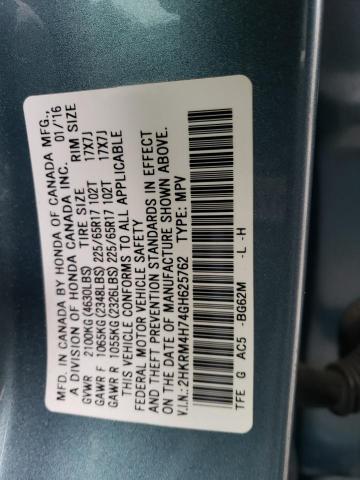 MFD. IN CANADA BY HONDA OF CANADA MFG.,
A DIVISION OF HONDA CANADA INC. 01/'16
GVWR 2100KG(4630LBS) TIRE SIZE RIM SIZE
GAWR F 1065KG(2348LBS)225/65R17 102T 17X7J
GAWR R 1055KG(2326LBS)225/65R17 102T 17X7J
THIS VEHICLE CONFORMS TO ALL APPLICABLE
FEDERAL MOTOR VEHICLE SAFETY
AND THEFT PREVENTION STANDARDS IN EFFECT
ON THE DATE OF MANUFACTURE SHOWN ABOVE.
V.I.N.:2HKRM4H74GH625762 TYPE: MPV
TFE G AC5 -BG62M -L -H